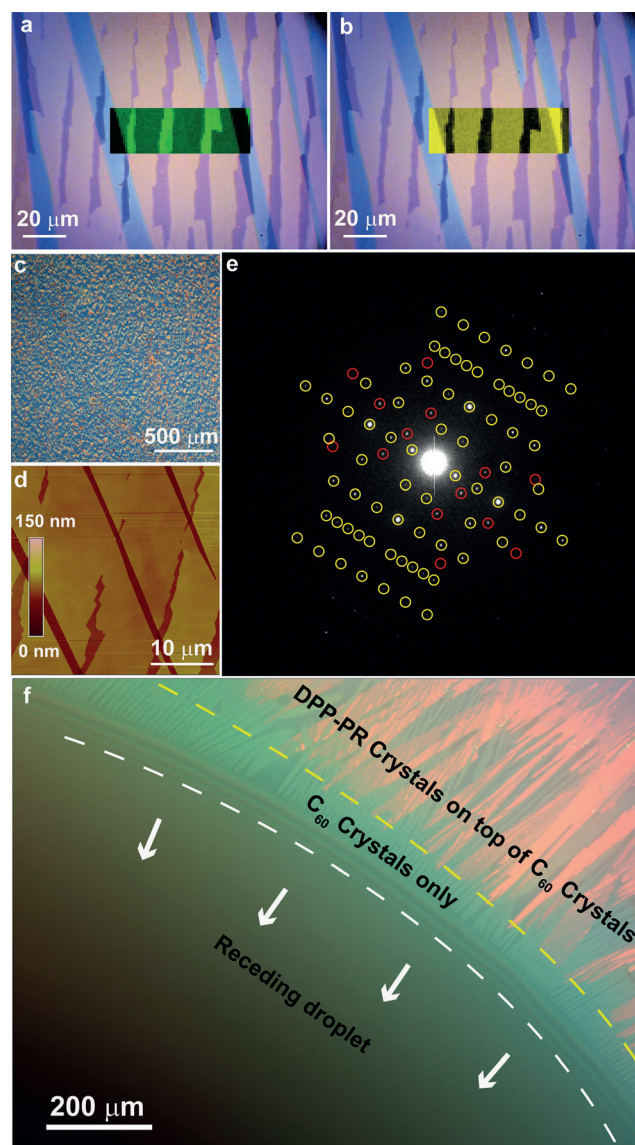 a
b
20 μm
20 μm
c
500 μm
d
150 nm
0 nm
10 μm
e
f
DPP-PR Crystals on top of C₆₀ Crystals
C₆₀ Crystals only
Receding droplet
200 μm